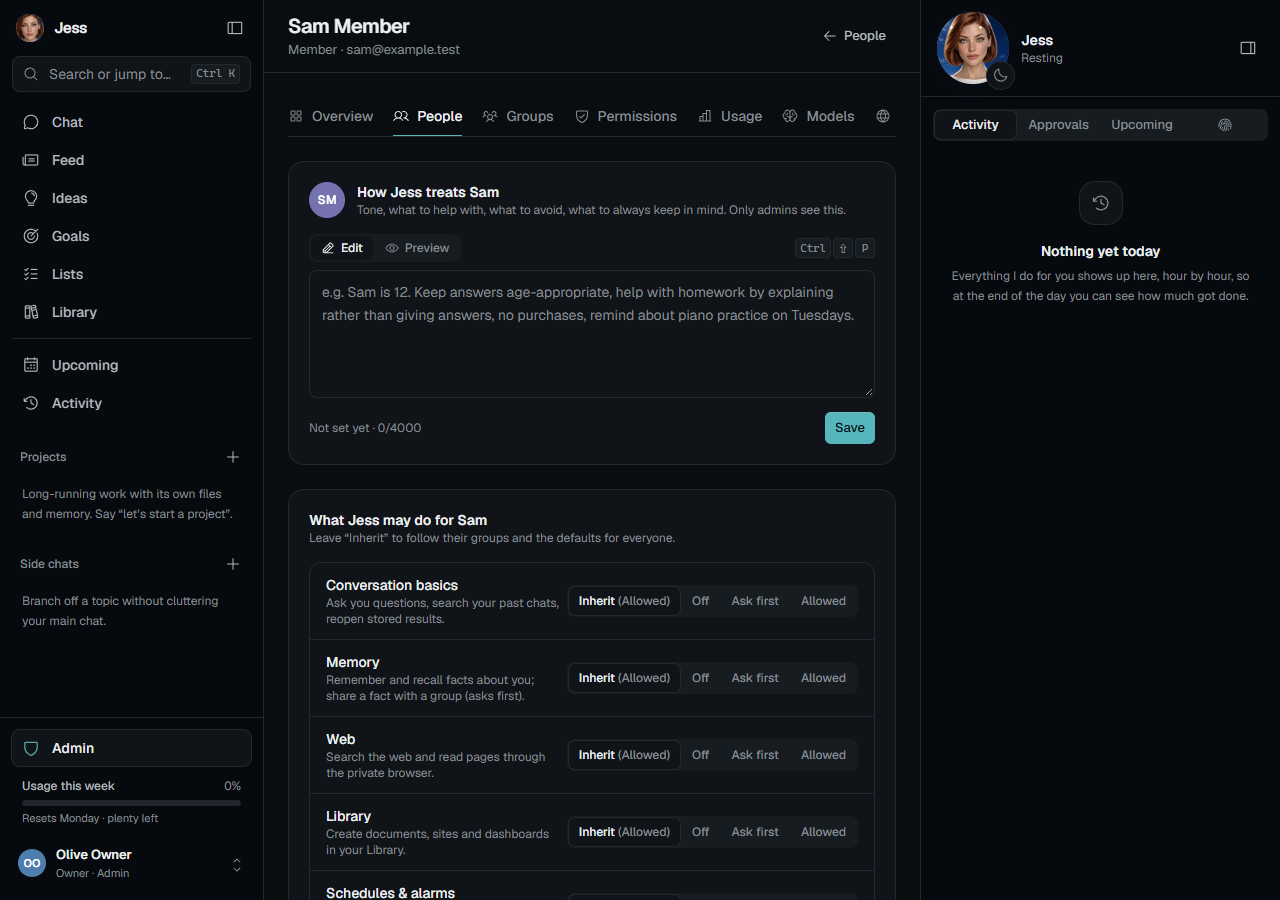 Jess
Search or jump to...
Ctrl K
Chat
Feed
Ideas
Goals
Lists
Library
Upcoming
Activity
Projects
Long-running work with its own files
and memory. Say “let’s start a project”.
Side chats
Branch off a topic without cluttering
your main chat.
Admin
Usage this week
0%
Resets Monday · plenty left
OO
Olive Owner
Owner · Admin
Sam Member
Member · sam@example.test
People
Overview
People
Groups
Permissions
Usage
Models
SM
How Jess treats Sam
Tone, what to help with, what to avoid, what to always keep in mind. Only admins see this.
Edit
Preview
Ctrl ⇧ P
e.g. Sam is 12. Keep answers age-appropriate, help with homework by explaining
rather than giving answers, no purchases, remind about piano practice on Tuesdays.
Not set yet · 0/4000
Save
What Jess may do for Sam
Leave “Inherit” to follow their groups and the defaults for everyone.
Conversation basics
Ask you questions, search your past chats,
reopen stored results.
Inherit (Allowed) Off Ask first Allowed
Memory
Remember and recall facts about you;
share a fact with a group (asks first).
Inherit (Allowed) Off Ask first Allowed
Web
Search the web and read pages through
the private browser.
Inherit (Allowed) Off Ask first Allowed
Library
Create documents, sites and dashboards
in your Library.
Inherit (Allowed) Off Ask first Allowed
Schedules & alarms
Jess
Resting
Activity
Approvals
Upcoming
Nothing yet today
Everything I do for you shows up here, hour by hour, so
at the end of the day you can see how much got done.